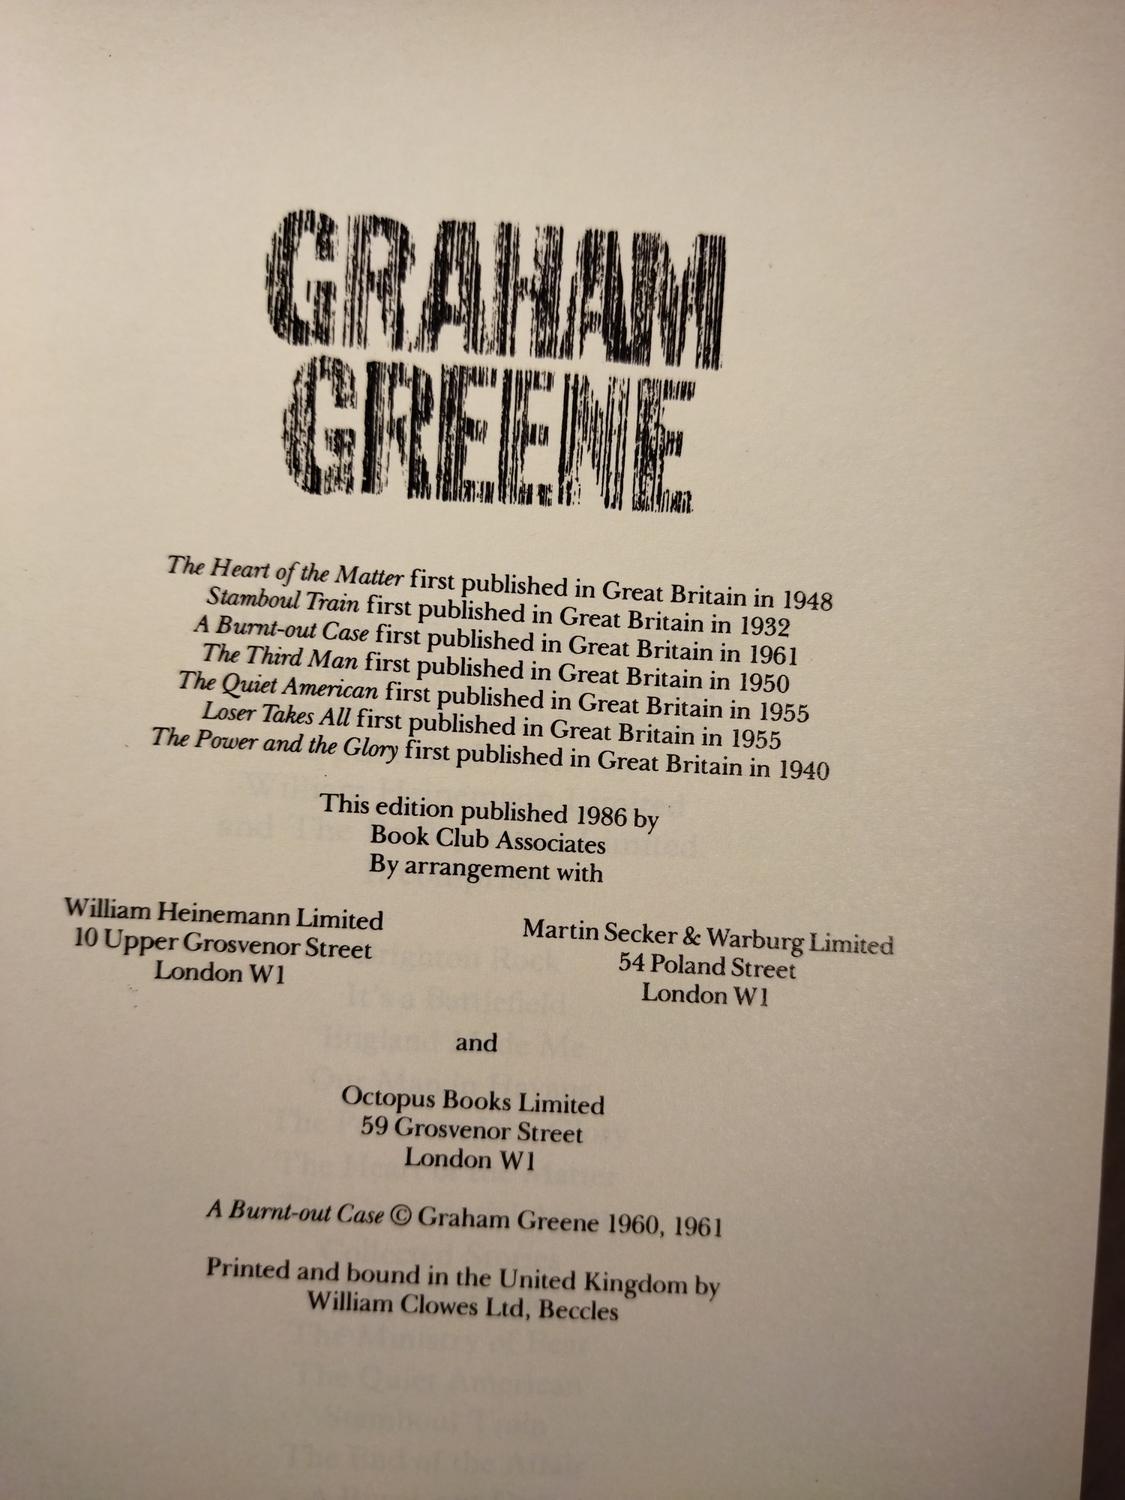 GRAHAM
GREENE
The Heart of the Matter first published in Great Britain in 1948
Stamboul Train first published in Great Britain in 1932
A Burnt-out Case first published in Great Britain in 1961
The Third Man first published in Great Britain in 1950
The Quiet American first published in Great Britain in 1955
Loser Takes All first published in Great Britain in 1955
The Power and the Glory first published in Great Britain in 1940
This edition published 1986 by
Book Club Associates
By arrangement with
William Heinemann Limited
10 Upper Grosvenor Street
London W1
Martin Secker & Warburg Limited
54 Poland Street
London W1
and
Octopus Books Limited
59 Grosvenor Street
London W1
A Burnt-out Case © Graham Greene 1960, 1961
Printed and bound in the United Kingdom by
William Clowes Ltd, Beccles